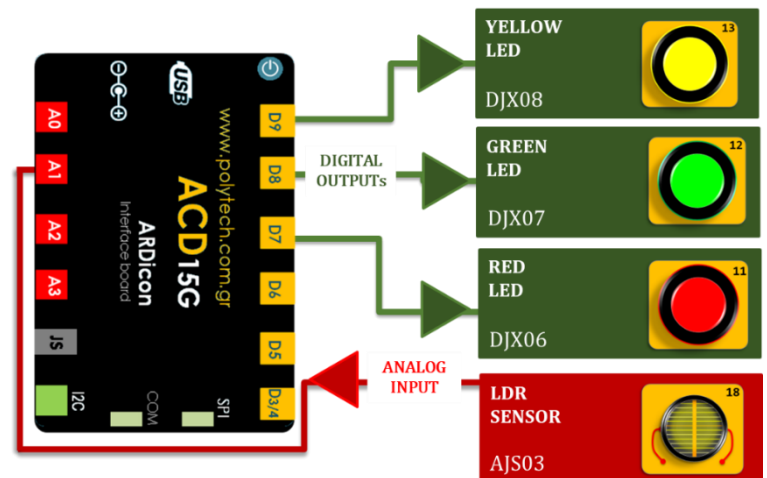 USB
A0
A1
A2
A3
JS
I2C
www.polytech.com.gr
ACD15G
ARDicon
Interface board
COM
SPI
D9
D8
D7
D6
D5
D3/4
DIGITAL
OUTPUTs
ANALOG
INPUT
YELLOW
LED
DJX08
13
GREEN
LED
DJX07
12
RED
LED
DJX06
11
LDR
SENSOR
AJS03
18